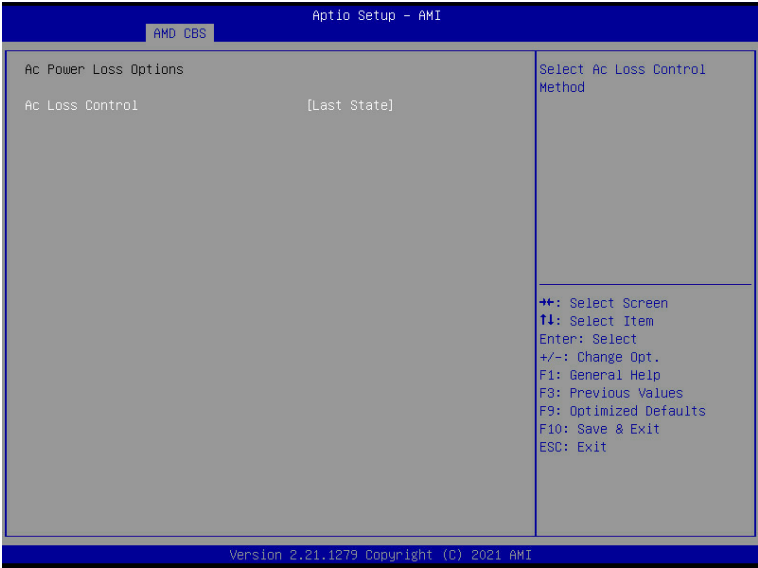 Aptio Setup – AMI
AMD CBS
Ac Power Loss Options
Ac Loss Control [Last State]
Select Ac Loss Control
Method
→←: Select Screen
↑↓: Select Item
Enter: Select
+/-: Change Opt.
F1: General Help
F3: Previous Values
F9: Optimized Defaults
F10: Save & Exit
ESC: Exit
Version 2.21.1279 Copyright (C) 2021 AMI